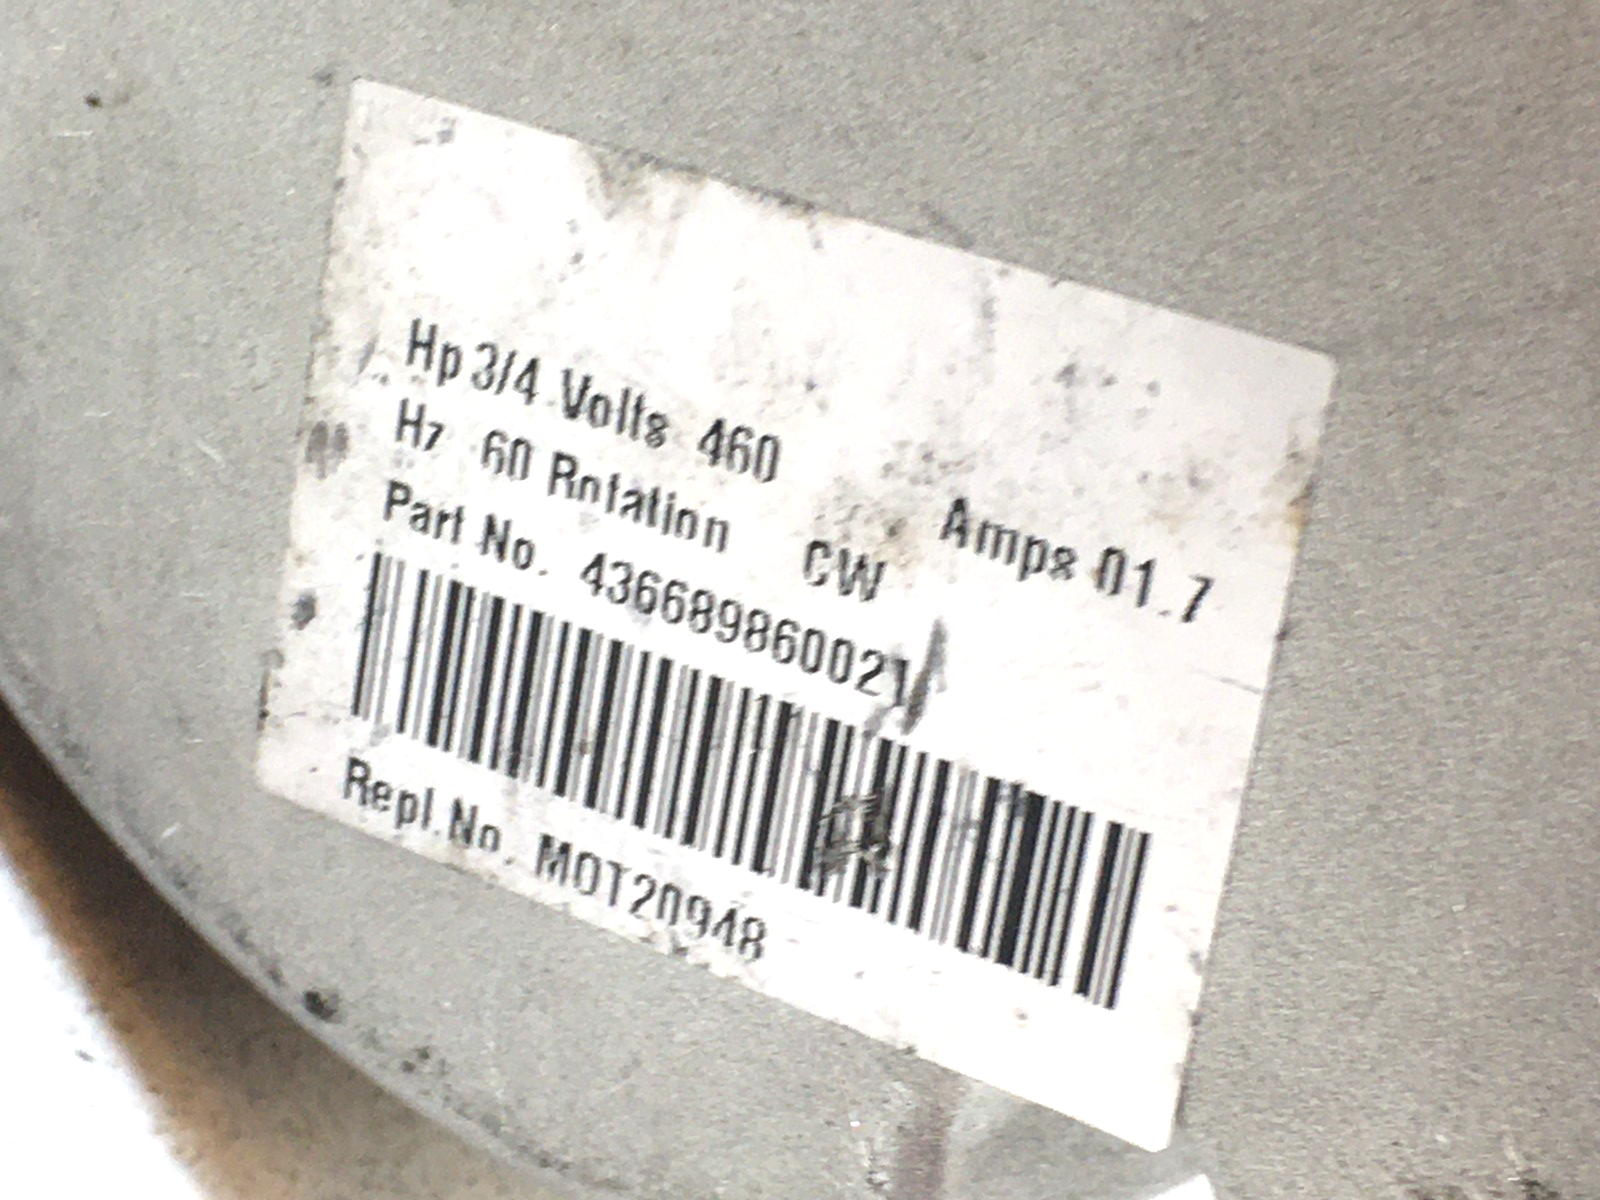 Hp 3/4 Volts 460 Amps 01.7
Hz 60 Rotation CW
Part No. 436689860021
Repl.No. MOT20948